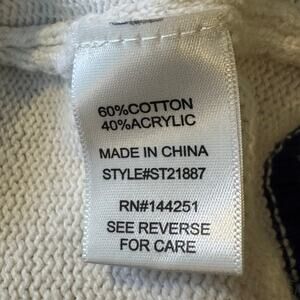 60%COTTON
40%ACRYLIC
MADE IN CHINA
STYLE#ST21887
RN#144251
SEE REVERSE
FOR CARE